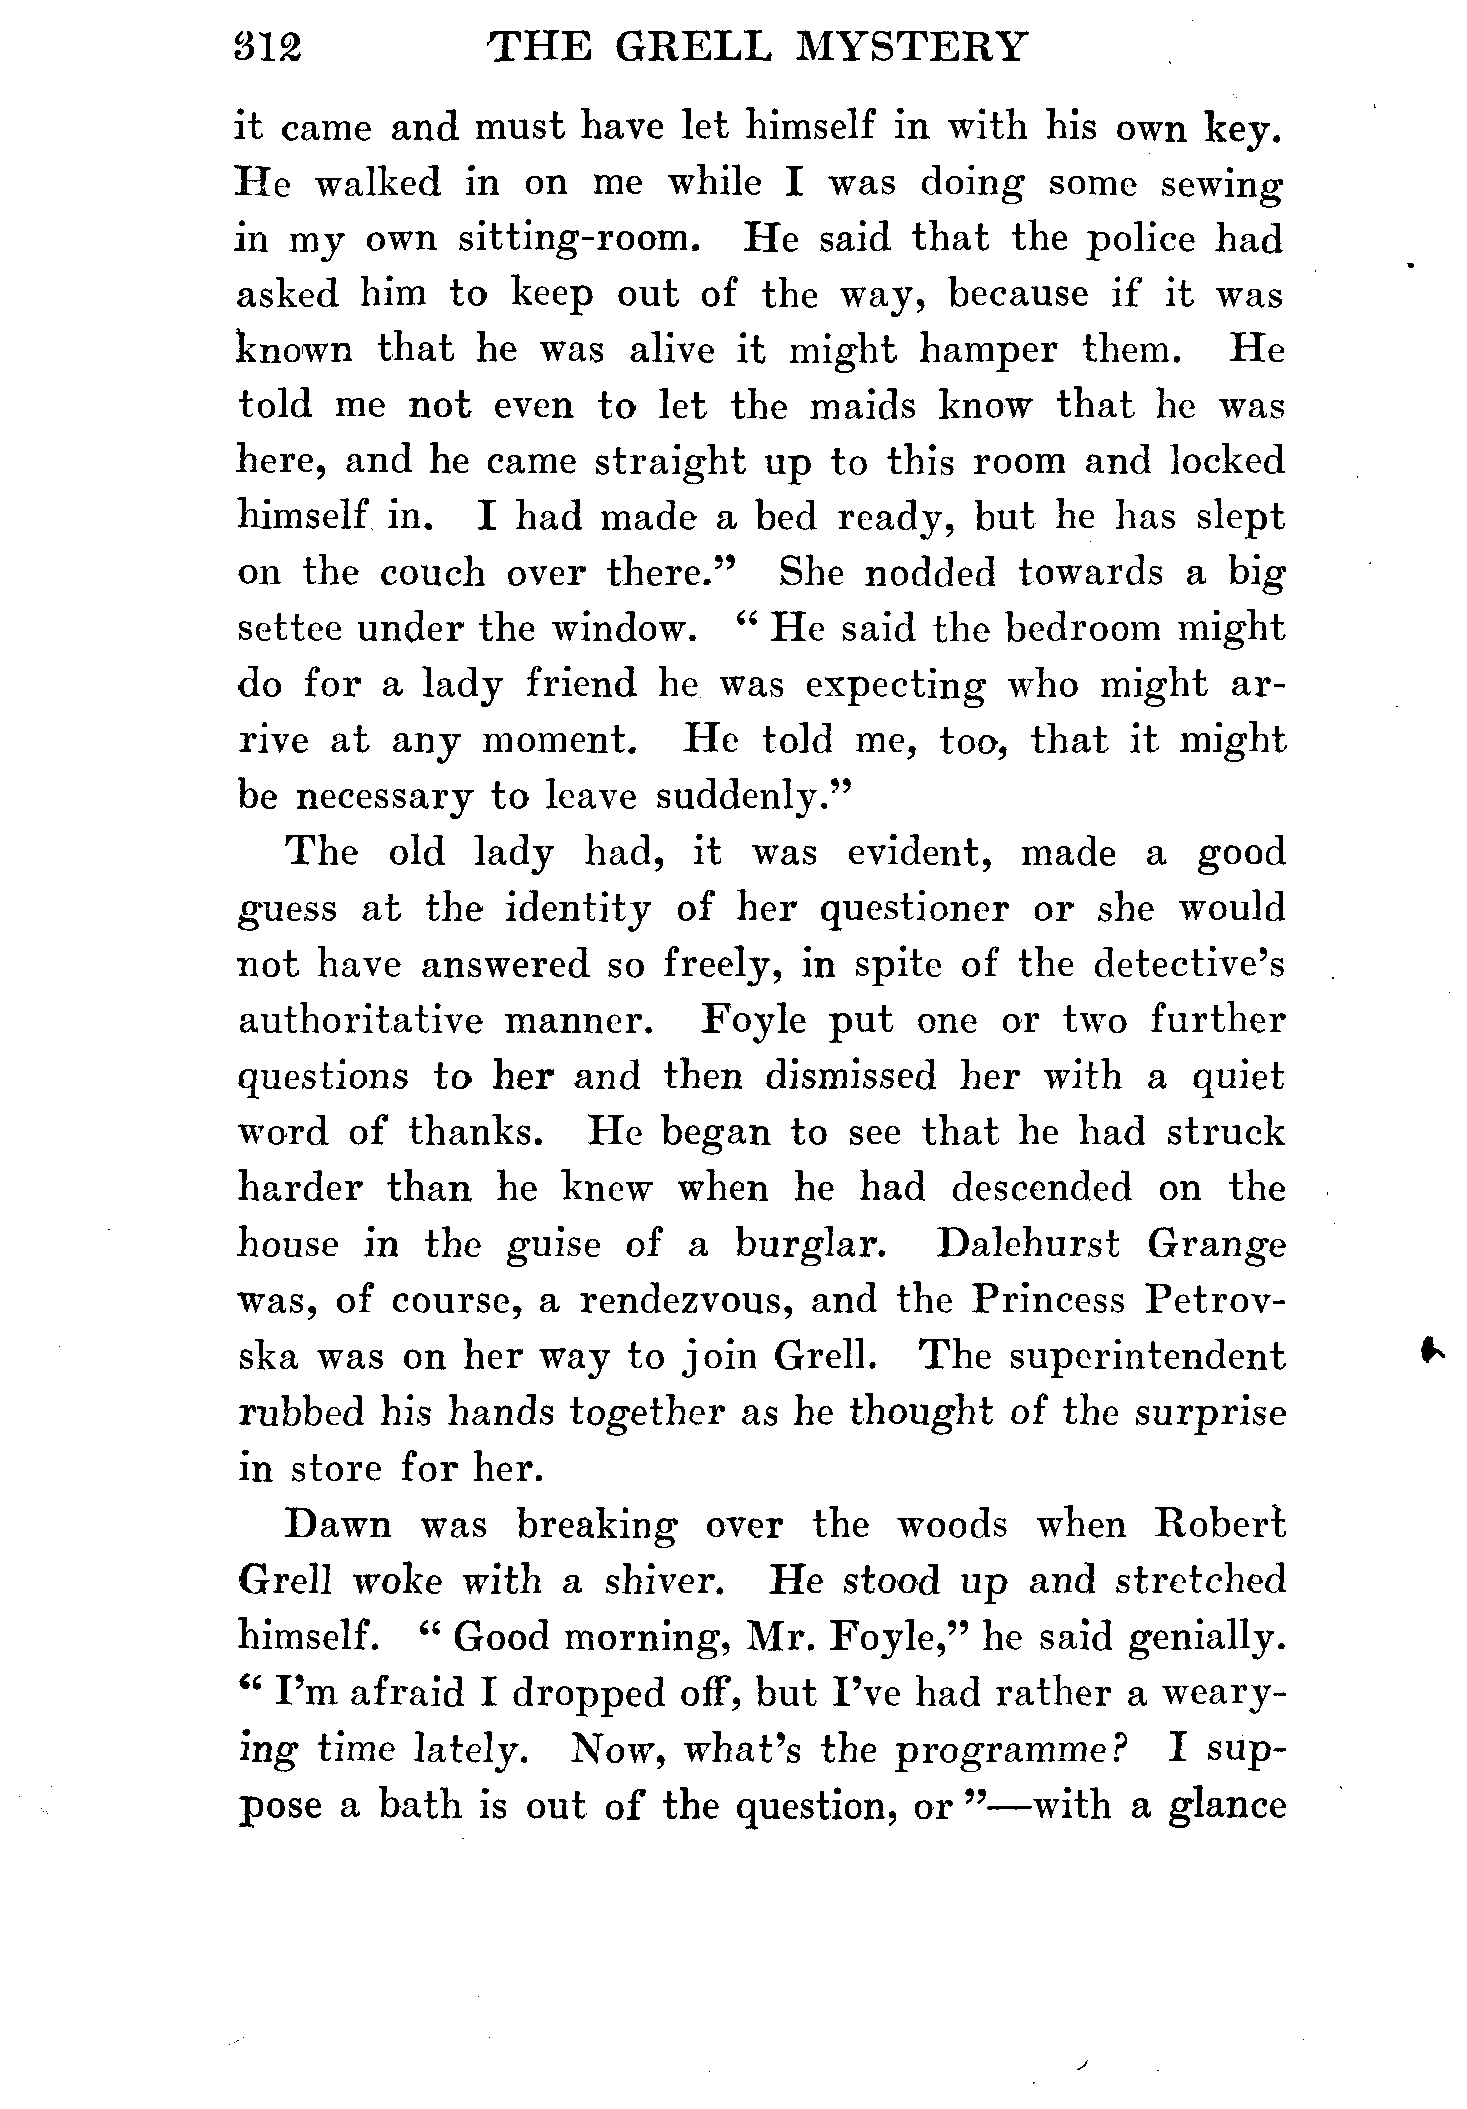 312 THE GRELL MYSTERY
it came and must have let himself in with his own key.
He walked in on me while I was doing some sewing
in my own sitting-room. He said that the police had
asked him to keep out of the way, because if it was
known that he was alive it might hamper them. He
told me not even to let the maids know that he was
here, and he came straight up to this room and locked
himself in. I had made a bed ready, but he has slept
on the couch over there.” She nodded towards a big
settee under the window. “ He said the bedroom might
do for a lady friend he was expecting who might ar-
rive at any moment. He told me, too, that it might
be necessary to leave suddenly.”
The old lady had, it was evident, made a good
guess at the identity of her questioner or she would
not have answered so freely, in spite of the detective’s
authoritative manner. Foyle put one or two further
questions to her and then dismissed her with a quiet
word of thanks. He began to see that he had struck
harder than he knew when he had descended on the
house in the guise of a burglar. Dalehurst Grange
was, of course, a rendezvous, and the Princess Petrov-
ska was on her way to join Grell. The superintendent
rubbed his hands together as he thought of the surprise
in store for her.
Dawn was breaking over the woods when Robert
Grell woke with a shiver. He stood up and stretched
himself. “ Good morning, Mr. Foyle,” he said genially.
“ I’m afraid I dropped off, but I’ve had rather a weary-
ing time lately. Now, what’s the programme? I sup-
pose a bath is out of the question, or ”—with a glance